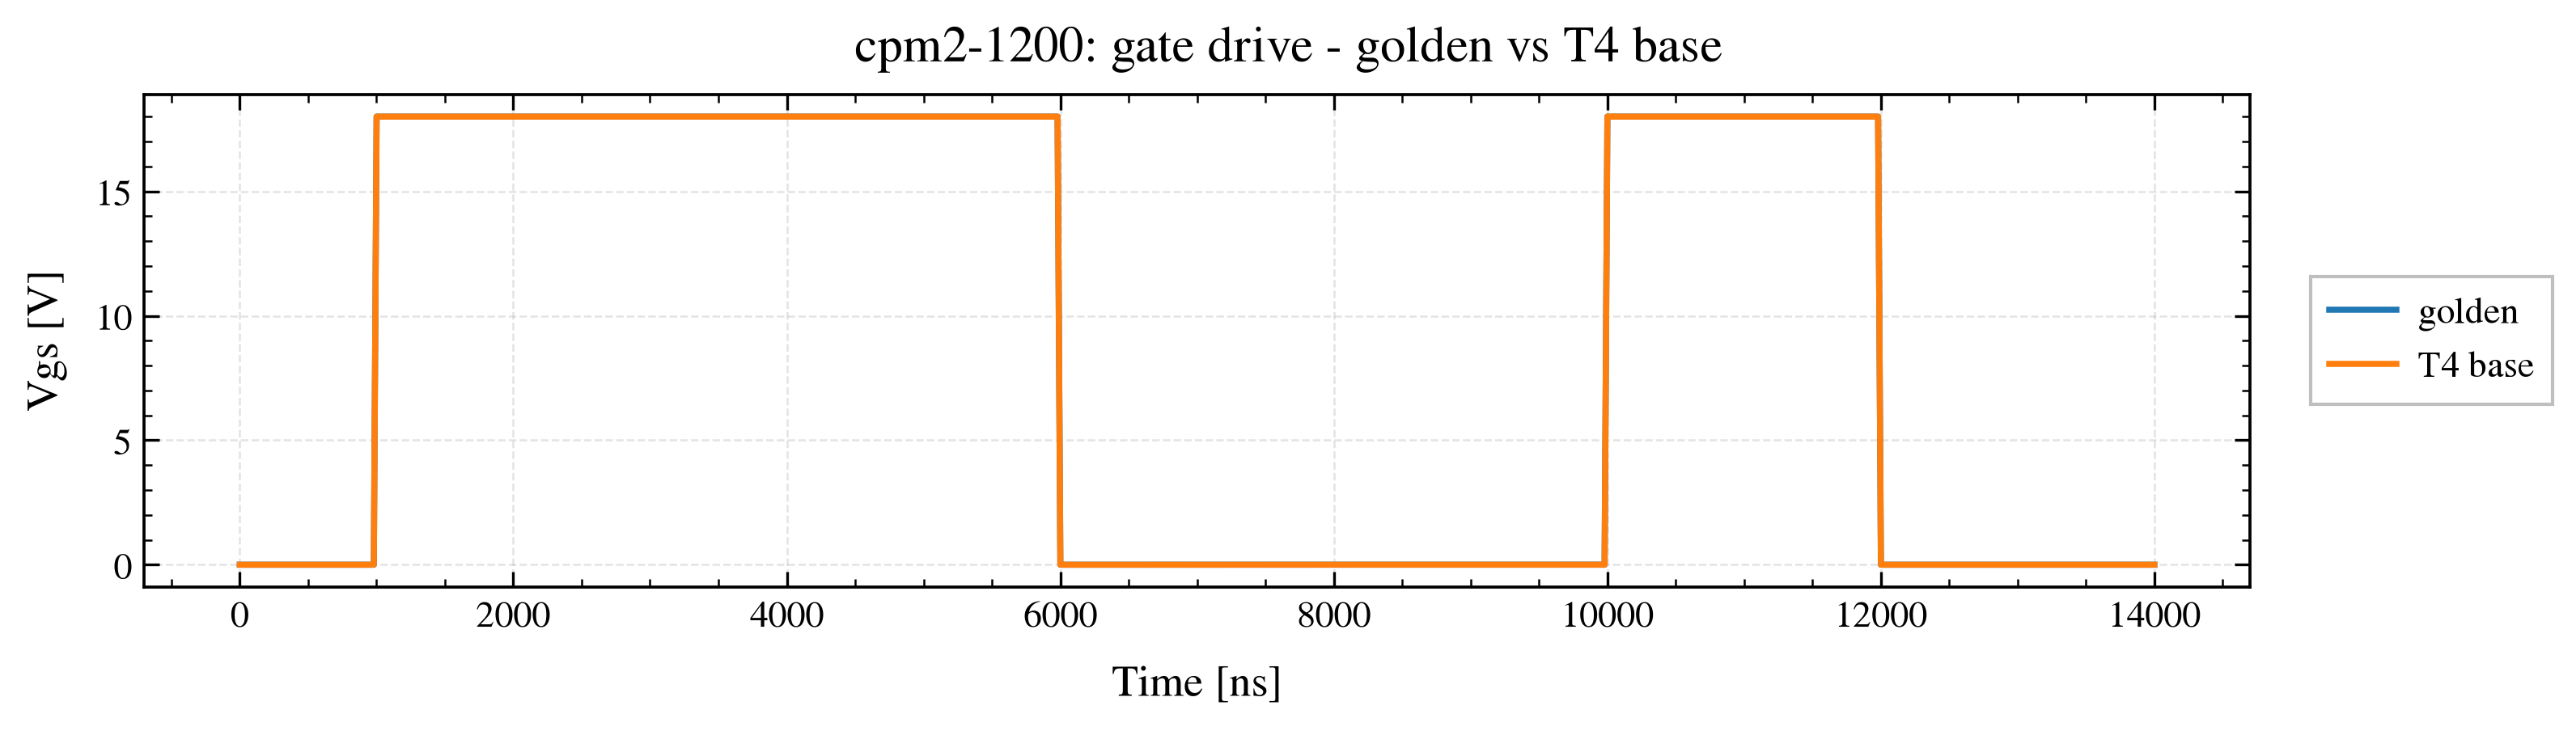 cpm2-1200: gate drive - golden vs T4 base
Vgs [V]
15
10
5
0
0 2000 4000 6000 8000 10000 12000 14000
Time [ns]
golden
T4 base